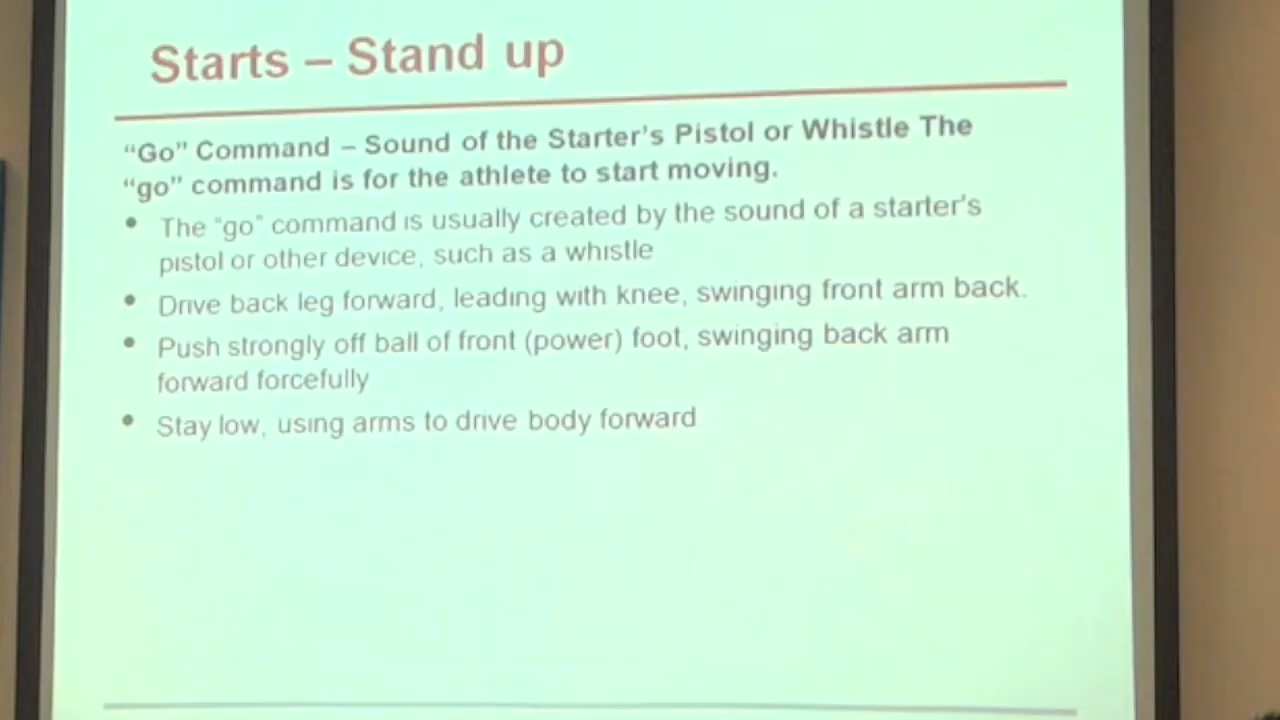 Starts – Stand up
“Go” Command – Sound of the Starter’s Pistol or Whistle The
“go” command is for the athlete to start moving.
• The “go” command is usually created by the sound of a starter’s
pistol or other device, such as a whistle
• Drive back leg forward, leading with knee, swinging front arm back.
• Push strongly off ball of front (power) foot, swinging back arm
forward forcefully
• Stay low, using arms to drive body forward